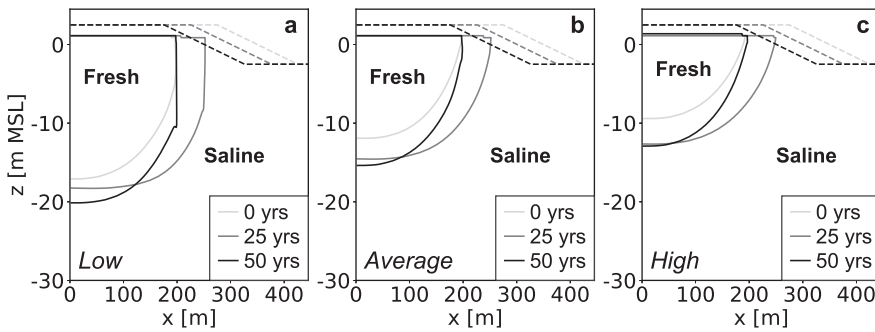 a
b
c
Fresh
Fresh
Fresh
Saline
Saline
Saline
Low
Average
High
0 yrs
25 yrs
50 yrs
0 yrs
25 yrs
50 yrs
0 yrs
25 yrs
50 yrs
z [m MSL]
0
-10
-20
-30
0
-10
-20
-30
0
-10
-20
-30
0 100 200 300 400
0 100 200 300 400
0 100 200 300 400
x [m]
x [m]
x [m]